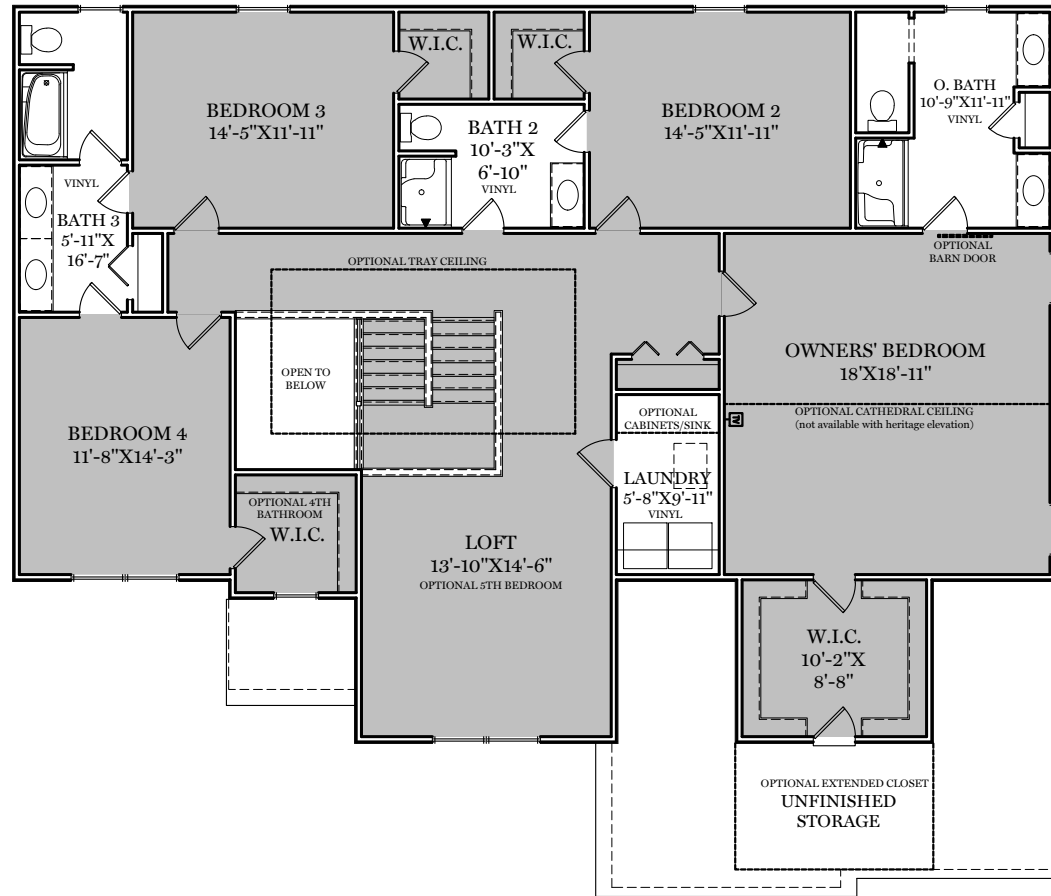 W.I.C.
W.I.C.
BEDROOM 3
14'-5"X11'-11"
BEDROOM 2
14'-5"X11'-11"
O. BATH
10'-9"X11'-11"
VINYL
BATH 2
10'-3"X
6'-10"
VINYL
VINYL
BATH 3
5'-11"X
16'-7"
OPTIONAL
BARN DOOR
OPTIONAL TRAY CEILING
OWNERS' BEDROOM
18'X18'-11"
OPEN TO
BELOW
OPTIONAL
CABINETS/SINK
OPTIONAL CATHEDRAL CEILING
(not available with heritage elevation)
BEDROOM 4
11'-8"X14'-3"
LAUNDRY
5'-8"X9'-11"
VINYL
OPTIONAL 4TH
BATHROOM
W.I.C.
LOFT
13'-10"X14'-6"
OPTIONAL 5TH BEDROOM
W.I.C.
10'-2"X
8'-8"
OPTIONAL EXTENDED CLOSET
UNFINISHED
STORAGE